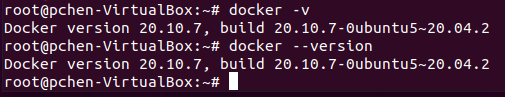 root@pchen-VirtualBox:~# docker -v
Docker version 20.10.7, build 20.10.7-0ubuntu5~20.04.2
root@pchen-VirtualBox:~# docker --version
Docker version 20.10.7, build 20.10.7-0ubuntu5~20.04.2
root@pchen-VirtualBox:~#